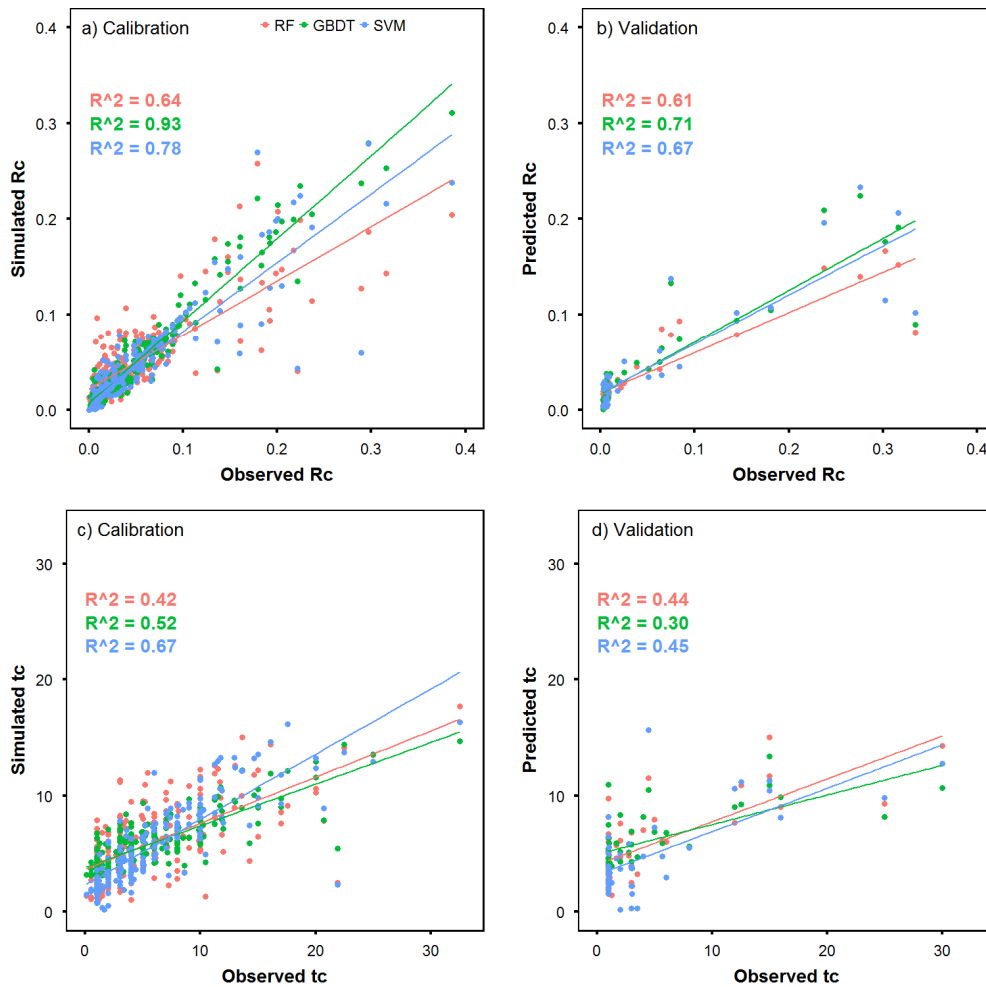 a) Calibration
RF GBDT SVM
R^2 = 0.64
R^2 = 0.93
R^2 = 0.78
0.4
0.3
0.2
0.1
0.0
Simulated Rc
0.0 0.1 0.2 0.3 0.4
Observed Rc
b) Validation
R^2 = 0.61
R^2 = 0.71
R^2 = 0.67
0.4
0.3
0.2
0.1
0.0
Predicted Rc
0.0 0.1 0.2 0.3 0.4
Observed Rc
c) Calibration
R^2 = 0.42
R^2 = 0.52
R^2 = 0.67
30
20
10
0
Simulated tc
0 10 20 30
Observed tc
d) Validation
R^2 = 0.44
R^2 = 0.30
R^2 = 0.45
30
20
10
0
Predicted tc
0 10 20 30
Observed tc